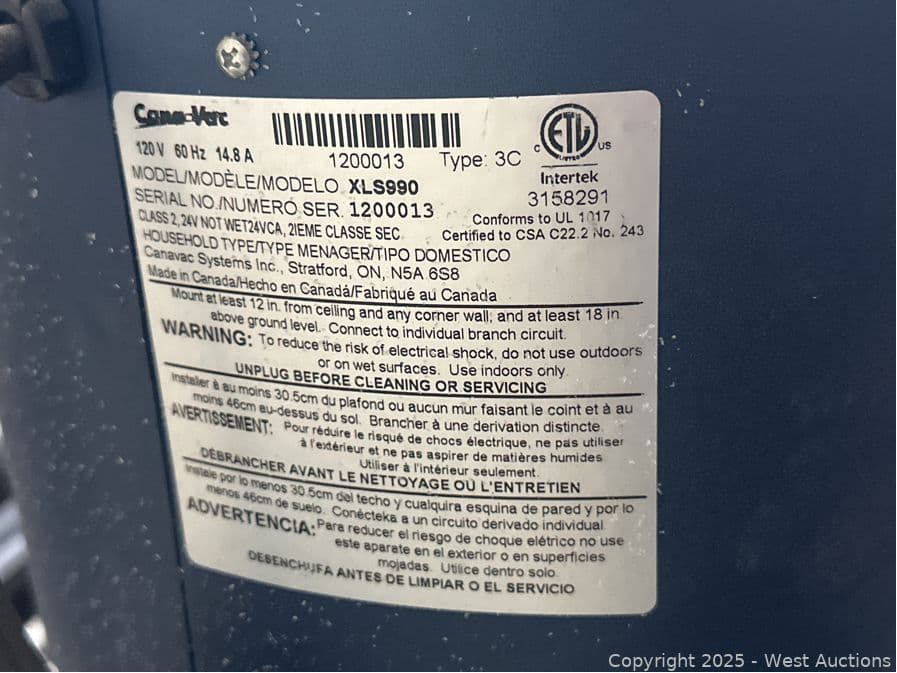 CanaVac
120 V 60 Hz 14.8 A
1200013 Type: 3C
C ETL LISTED US
Intertek
3158291
MODEL/MODÈLE/MODELO XLS990
SERIAL NO./NUMÉRO SER. 1200013
Conforms to UL 1017
CLASS 2, 24V NOT WET24VCA, 2IEME CLASSE SEC
Certified to CSA C22.2 No. 243
HOUSEHOLD TYPE/TYPE MENAGER/TIPO DOMESTICO
Canavac Systems Inc., Stratford, ON, N5A 6S8
Made in Canada/Hecho en Canadá/Fabriqué au Canada
Mount at least 12 in. from ceiling and any corner wall; and at least 18 in.
above ground level. Connect to individual branch circuit.
WARNING: To reduce the risk of electrical shock, do not use outdoors
or on wet surfaces. Use indoors only.
UNPLUG BEFORE CLEANING OR SERVICING
Installer à au moins 30.5cm du plafond ou aucun mur faisant le coint et à au
moins 46cm au-dessus du sol. Brancher à une derivation distincte.
AVERTISSEMENT: Pour réduire le risque de chocs électrique, ne pas utiliser
à l'extérieur et ne pas aspirer de matières humides.
Utiliser à l'intérieur seulement.
DÉBRANCHER AVANT LE NETTOYAGE OU L'ENTRETIEN
Instale por lo menos 30.5cm del techo y cualquira esquina de pared y por lo
menos 46cm de suelo. Conécteka a un circuito derivado individual.
ADVERTENCIA: Para reducer el riesgo de choque elétrico no use
este aparate en el exterior o en superficies
mojadas. Utilice dentro solo.
DESENCHUFA ANTES DE LIMPIAR O EL SERVICIO
Copyright 2025 - West Auctions